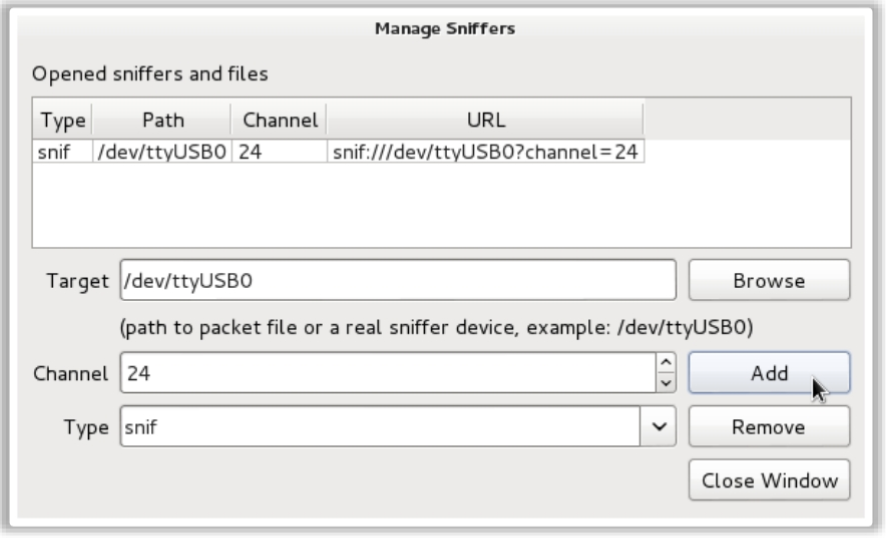 Manage Sniffers
Opened sniffers and files
Type Path Channel URL
snif /dev/ttyUSB0 24 snif:///dev/ttyUSB0?channel=24
Target /dev/ttyUSB0 Browse
(path to packet file or a real sniffer device, example: /dev/ttyUSB0)
Channel 24 Add
Type snif Remove
Close Window